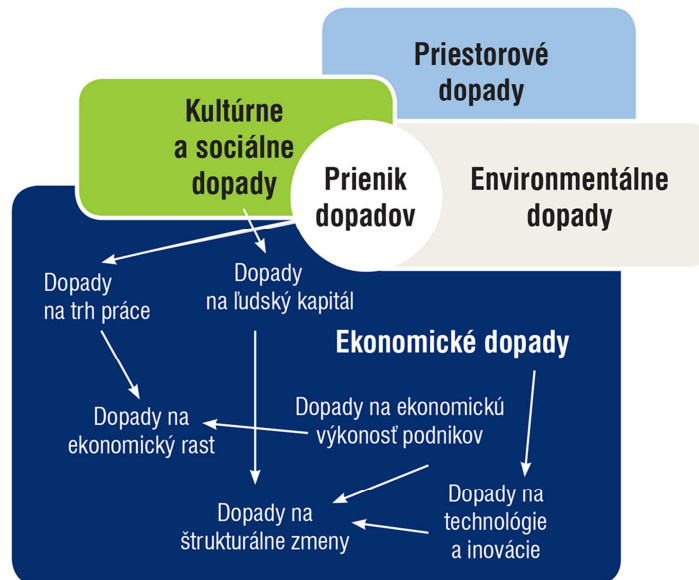 Priestorové
dopady
Kultúrne
a sociálne
dopady
Prienik
dopadov
Environmentálne
dopady
Dopady
na trh práce
Dopady
na ľudský kapitál
Ekonomické dopady
Dopady na
ekonomický rast
Dopady na ekonomickú
výkonosť podnikov
Dopady na
štrukturálne zmeny
Dopady na
technológie
a inovácie